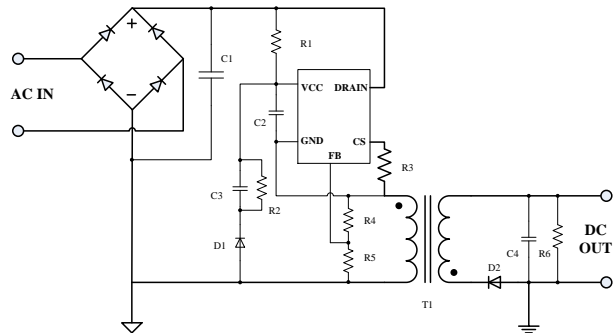 +
C1
R1
VCC
DRAIN
AC IN
−
C2
GND
CS
FB
R3
C3
R2
R4
D1
R5
C4
R6
DC
OUT
D2
T1